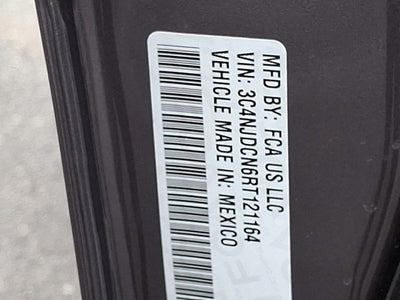 MFD BY: FCA US LLC
VIN: 3C4NJDCN6RT121164
VEHICLE MADE IN: MEXICO